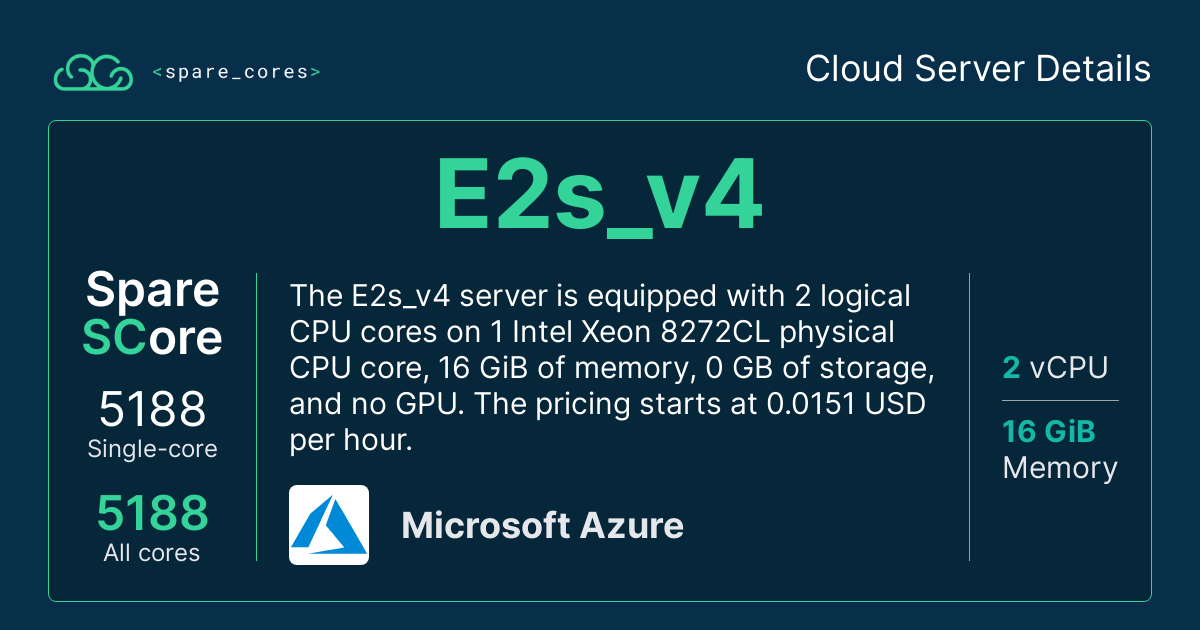 <spare_cores>
Cloud Server Details
E2s_v4
Spare
SCore
5188
Single-core
5188
All cores
The E2s_v4 server is equipped with 2 logical
CPU cores on 1 Intel Xeon 8272CL physical
CPU core, 16 GiB of memory, 0 GB of storage,
and no GPU. The pricing starts at 0.0151 USD
per hour.
Microsoft Azure
2 vCPU
16 GiB
Memory